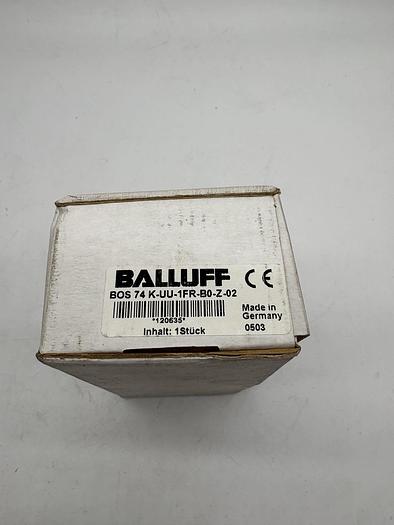 BALLUFF CE
BOS 74 K-UU-1FR-B0-Z-02
*120635*
Made in
Germany
Inhalt: 1Stück
0503